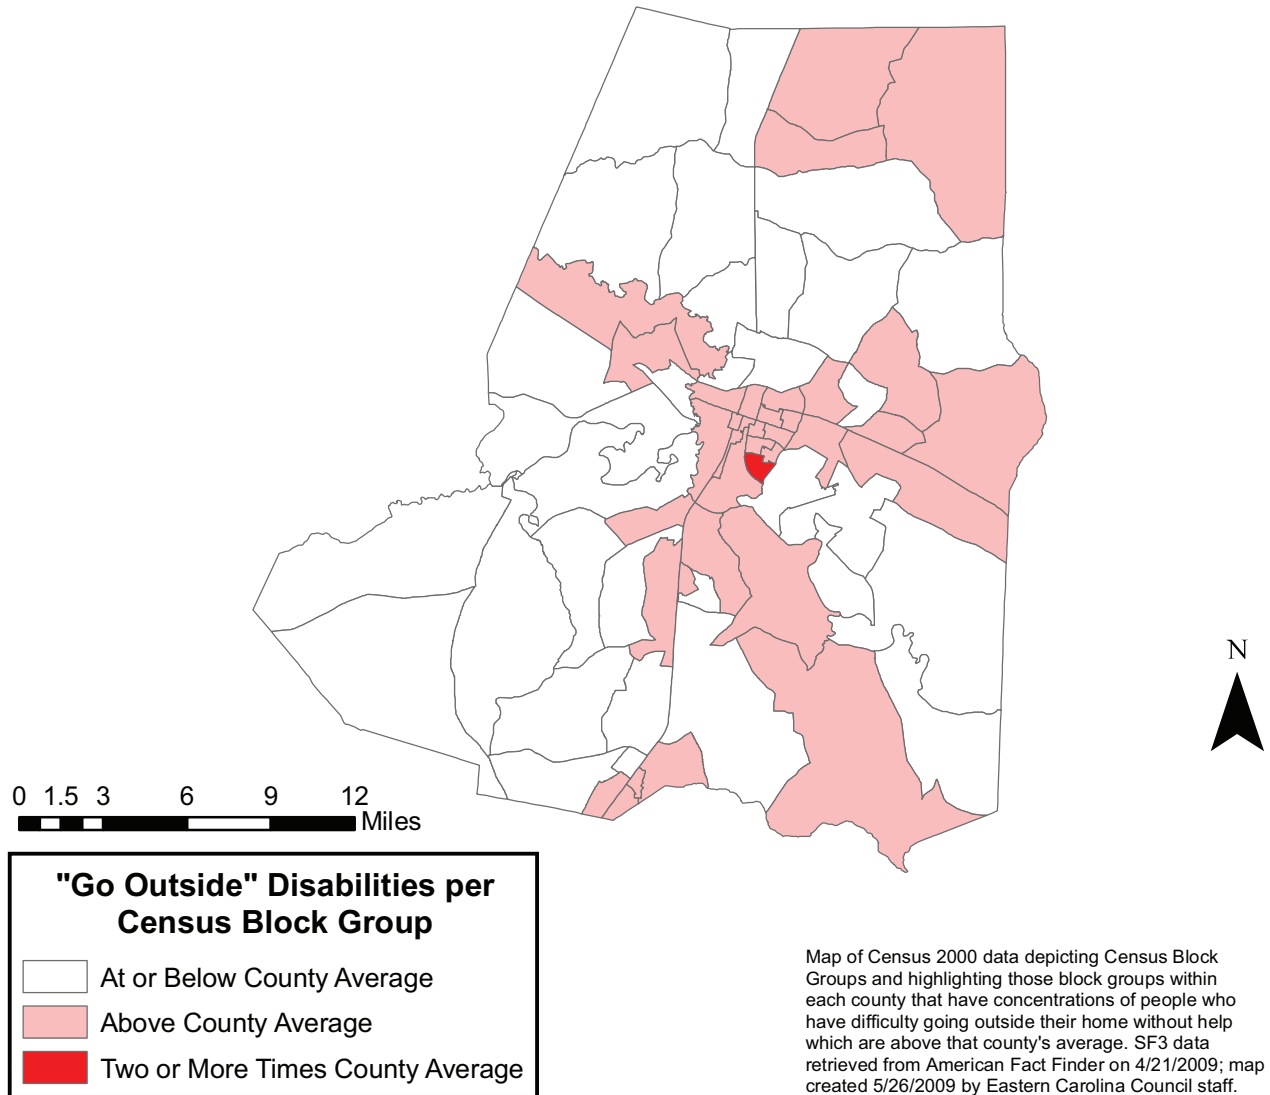 N
0 1.5 3 6 9 12
Miles
"Go Outside" Disabilities per
Census Block Group
At or Below County Average
Above County Average
Two or More Times County Average
Map of Census 2000 data depicting Census Block
Groups and highlighting those block groups within
each county that have concentrations of people who
have difficulty going outside their home without help
which are above that county's average. SF3 data
retrieved from American Fact Finder on 4/21/2009; map
created 5/26/2009 by Eastern Carolina Council staff.